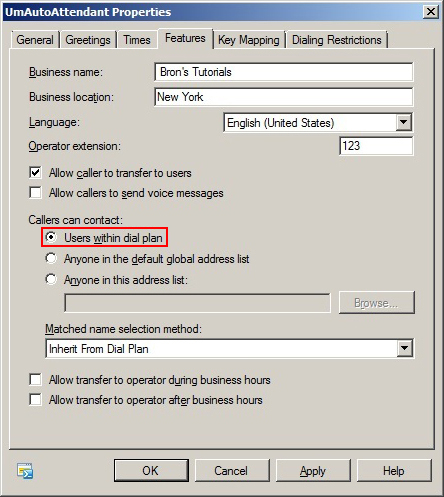 UmAutoAttendant Properties
General Greetings Times Features Key Mapping Dialing Restrictions
Business name: Bron's Tutorials
Business location: New York
Language: English (United States)
Operator extension: 123
Allow caller to transfer to users
Allow callers to send voice messages
Callers can contact:
Users within dial plan
Anyone in the default global address list
Anyone in this address list:
Browse...
Matched name selection method:
Inherit From Dial Plan
Allow transfer to operator during business hours
Allow transfer to operator after business hours
OK Cancel Apply Help